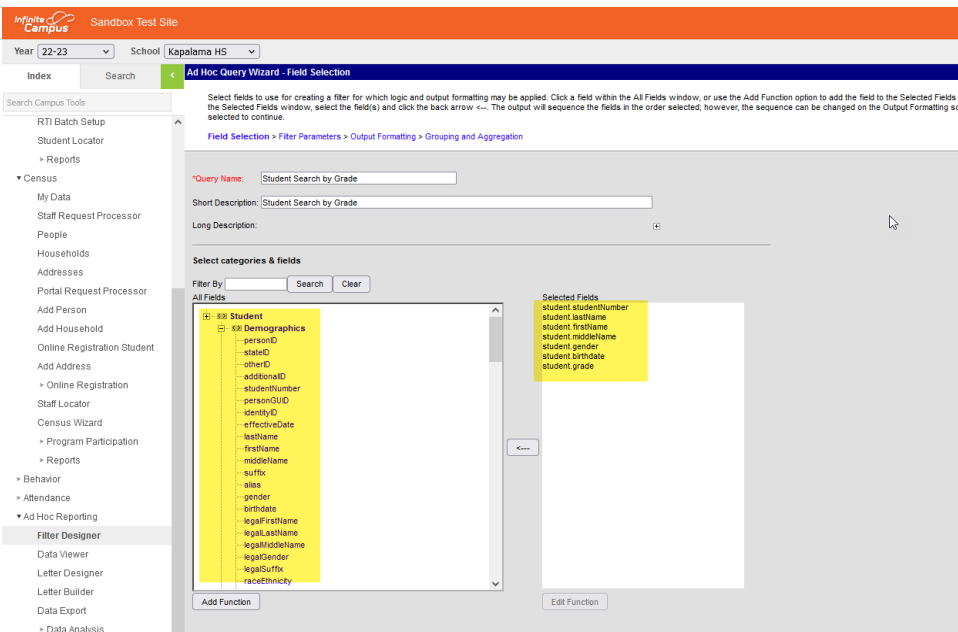 Infinite Campus
Sandbox Test Site
Year 22-23 School Kapalama HS
Index Search
Ad Hoc Query Wizard - Field Selection
Search Campus Tools
Select fields to use for creating a filter for which logic and output formatting may be applied. Click a field within the All Fields window, or use the Add Function option to add the field to the Selected Fields
the Selected Fields window, select the field(s) and click the back arrow <--. The output will sequence the fields in the order selected; however, the sequence can be changed on the Output Formatting sc
selected to continue.
Field Selection > Filter Parameters > Output Formatting > Grouping and Aggregation
RTI Batch Setup
Student Locator
Reports
Census
My Data
Staff Request Processor
People
Households
Addresses
Portal Request Processor
Add Person
Add Household
Online Registration Student
Add Address
Online Registration
Staff Locator
Census Wizard
Program Participation
Reports
Behavior
Attendance
Ad Hoc Reporting
Filter Designer
Data Viewer
Letter Designer
Letter Builder
Data Export
Data Analysis
*Query Name: Student Search by Grade
Short Description: Student Search by Grade
Long Description:
Select categories & fields
Filter By Search Clear
All Fields
Student
Demographics
personID
stateID
otherID
additionalID
studentNumber
personGUID
identityID
effectiveDate
lastName
firstName
middleName
suffix
alias
gender
birthdate
legalFirstName
legalLastName
legalMiddleName
legalGender
legalSuffix
raceEthnicity
Add Function
<---
Selected Fields
student.studentNumber
student.lastName
student.firstName
student.middleName
student.gender
student.birthdate
student.grade
Edit Function